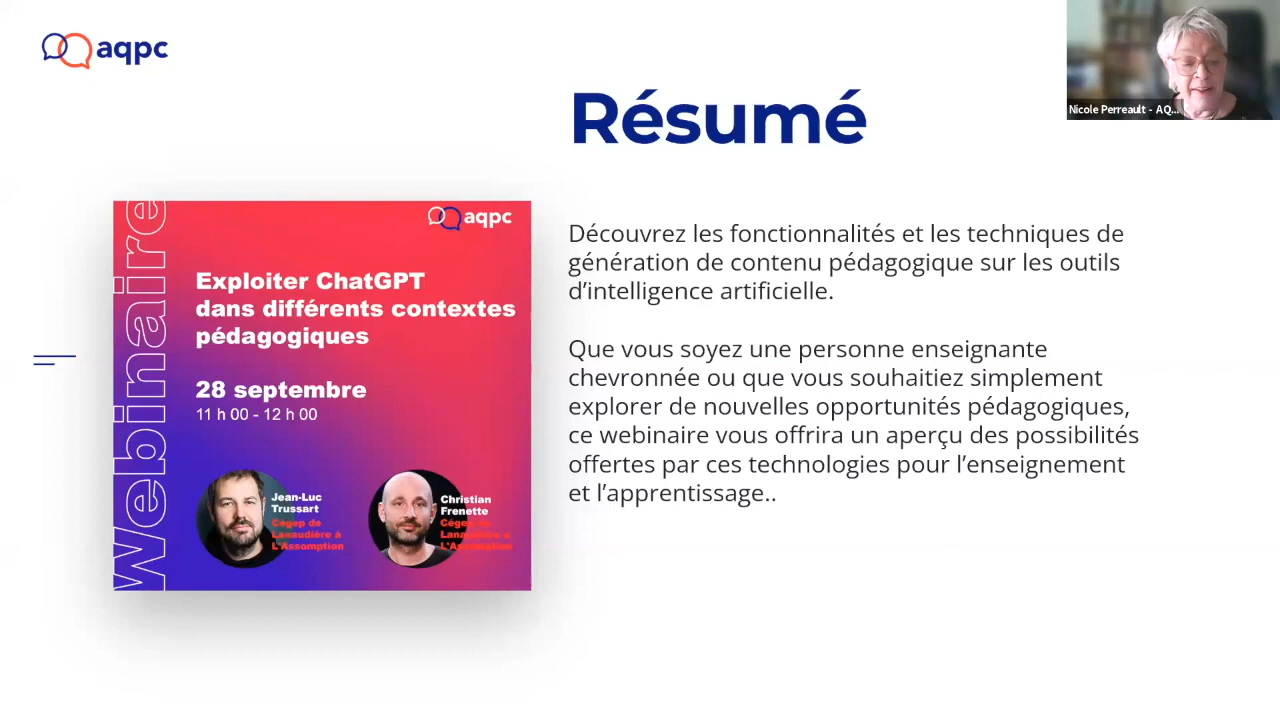 aqpc
Nicole Perreault - AQ...
Résumé
Webinaire
aqpc
Exploiter ChatGPT
dans différents contextes
pédagogiques
28 septembre
11 h 00 - 12 h 00
Jean-Luc
Trussart
Cégep de
Lanaudière à
L'Assomption
Christian
Frenette
Cégep de
Lanaudière à
L'Assomption
Découvrez les fonctionnalités et les techniques de
génération de contenu pédagogique sur les outils
d’intelligence artificielle.
Que vous soyez une personne enseignante
chevronnée ou que vous souhaitiez simplement
explorer de nouvelles opportunités pédagogiques,
ce webinaire vous offrira un aperçu des possibilités
offertes par ces technologies pour l’enseignement
et l’apprentissage..